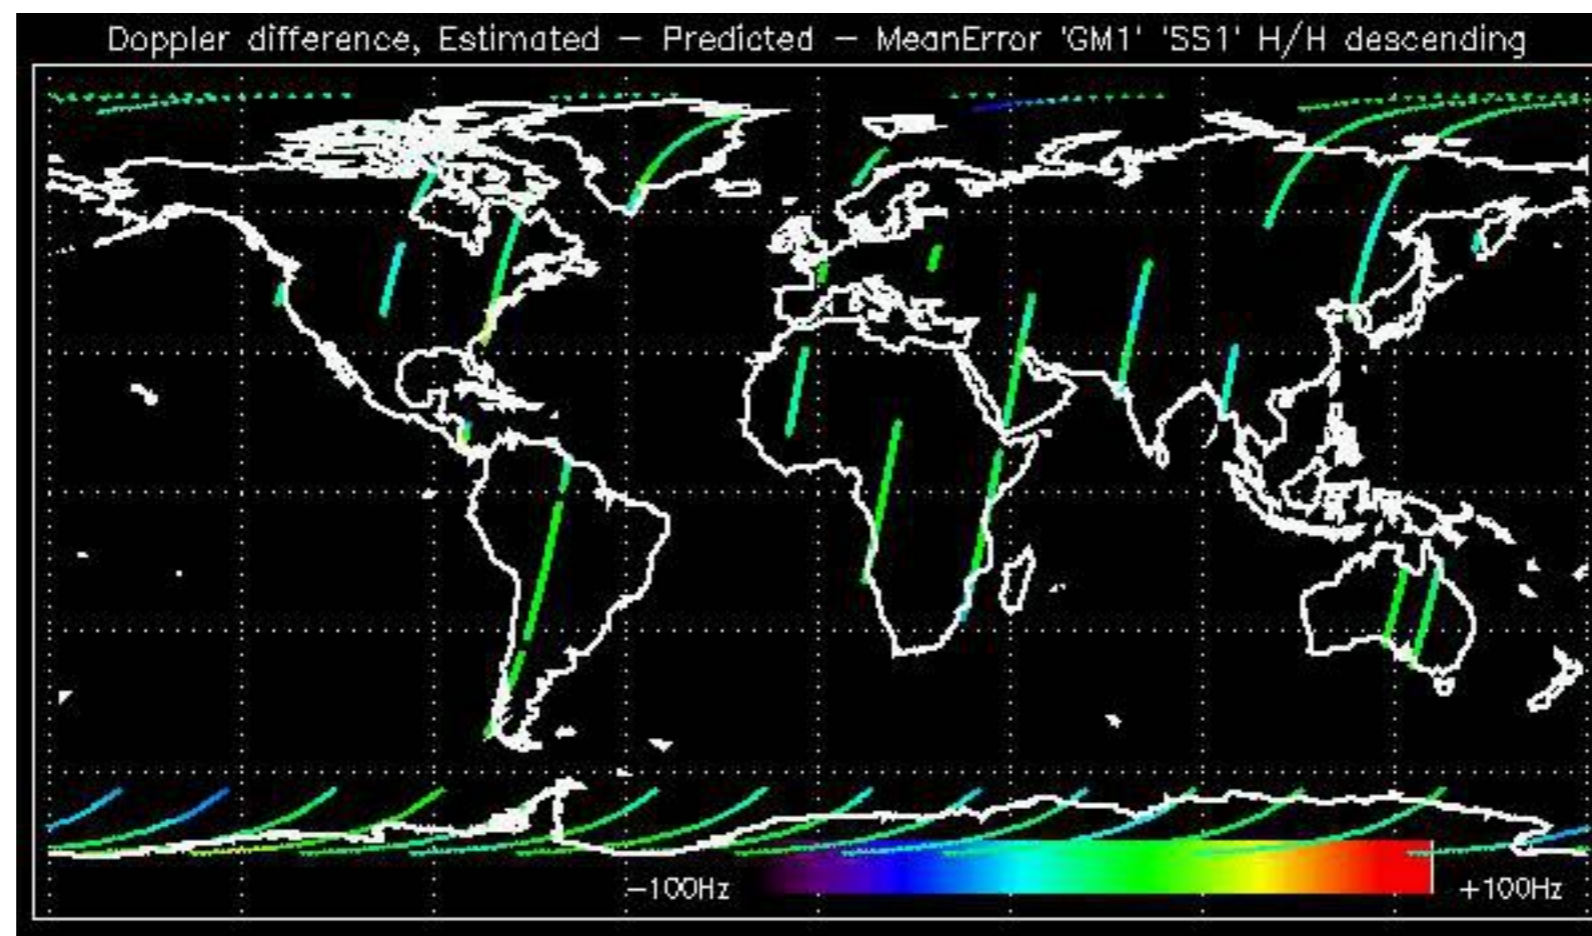 Doppler difference, Estimated - Predicted - MeanError 'GM1' 'SS1' H/H descending
-100Hz
+100Hz